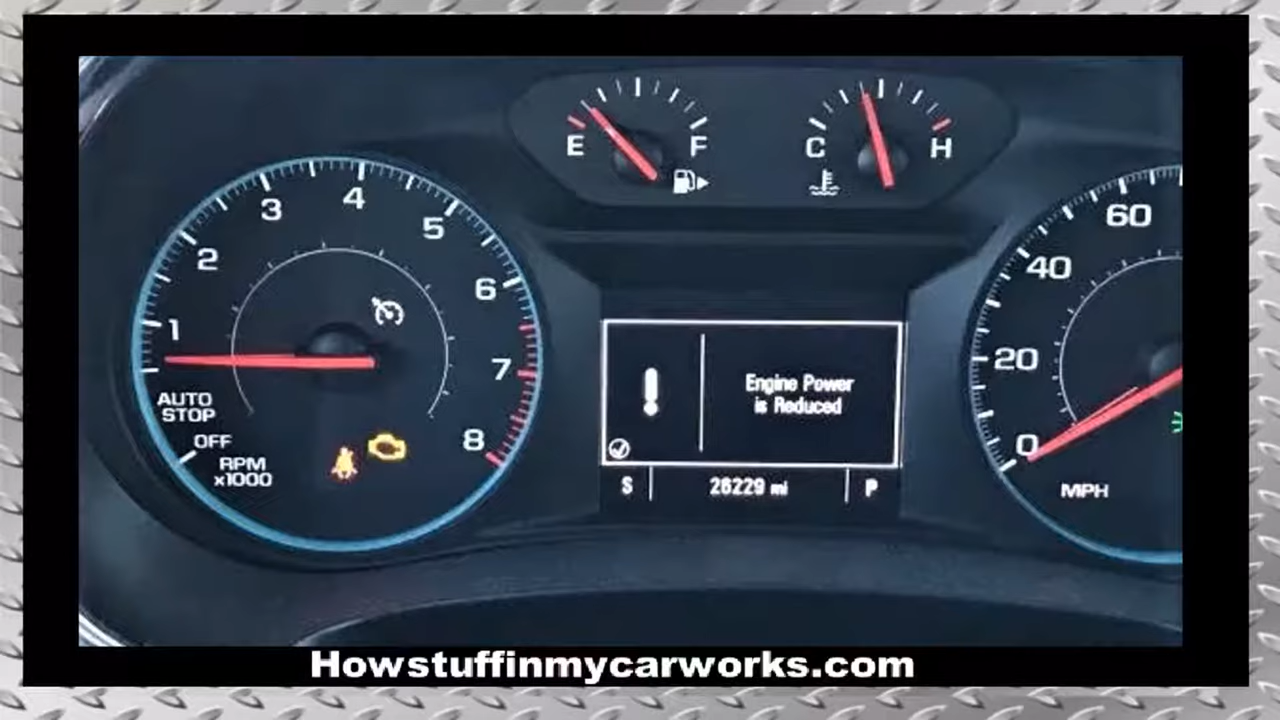 E F
C H
1 2 3 4 5 6 7 8
AUTO
STOP
OFF
RPM
x1000
Engine Power
is Reduced
S 26229 mi P
0 20 40 60
MPH
Howstuffinmycarworks.com